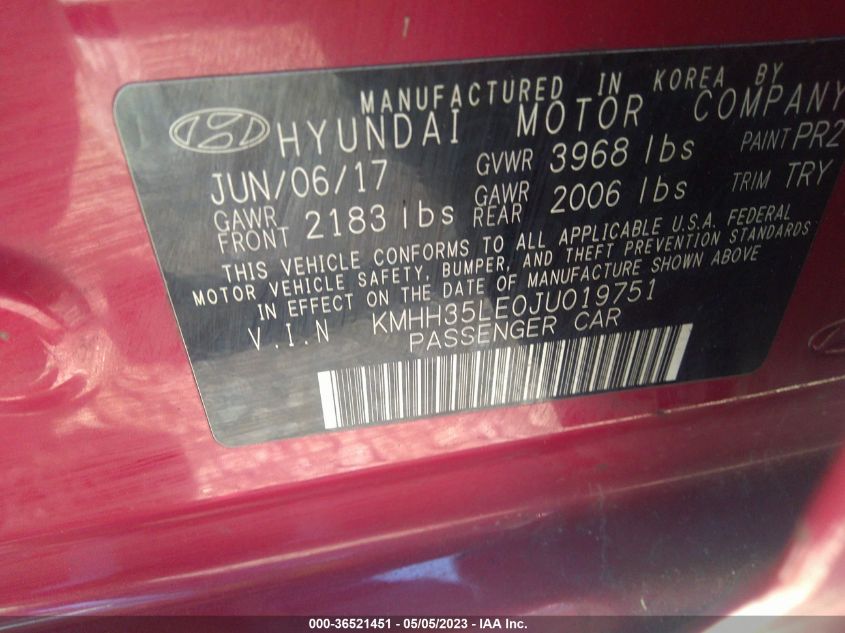 MANUFACTURED IN KOREA BY
HYUNDAI MOTOR COMPANY
JUN/06/17 GVWR 3968 lbs PAINT PR2
GAWR FRONT 2183 lbs GAWR REAR 2006 lbs TRIM TRY
THIS VEHICLE CONFORMS TO ALL APPLICABLE U.S.A. FEDERAL
MOTOR VEHICLE SAFETY, BUMPER, AND THEFT PREVENTION STANDARDS
IN EFFECT ON THE DATE OF MANUFACTURE SHOWN ABOVE
V.I.N KMHH35LE0JU019751
PASSENGER CAR
000-36521451 - 05/05/2023 - IAA Inc.